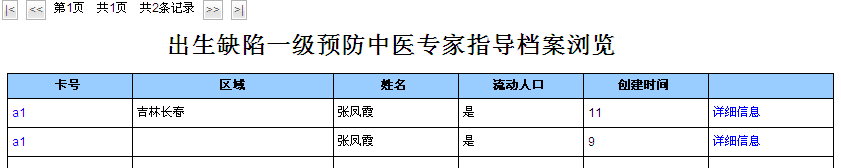 |< << 第1页 共1页 共2条记录 >> >|
出生缺陷一级预防中医专家指导档案浏览
卡号 区域 姓名 流动人口 创建时间
a1 吉林长春 张凤霞 是 11 详细信息
a1 张凤霞 是 9 详细信息